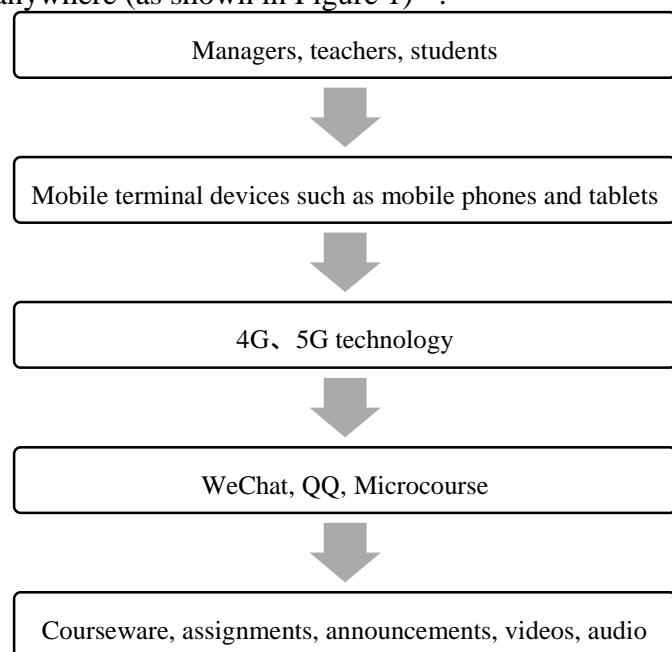 anywhere (as shown in Figure 1)
Managers, teachers, students
Mobile terminal devices such as mobile phones and tablets
4G、5G technology
WeChat, QQ, Microcourse
Courseware, assignments, announcements, videos, audio